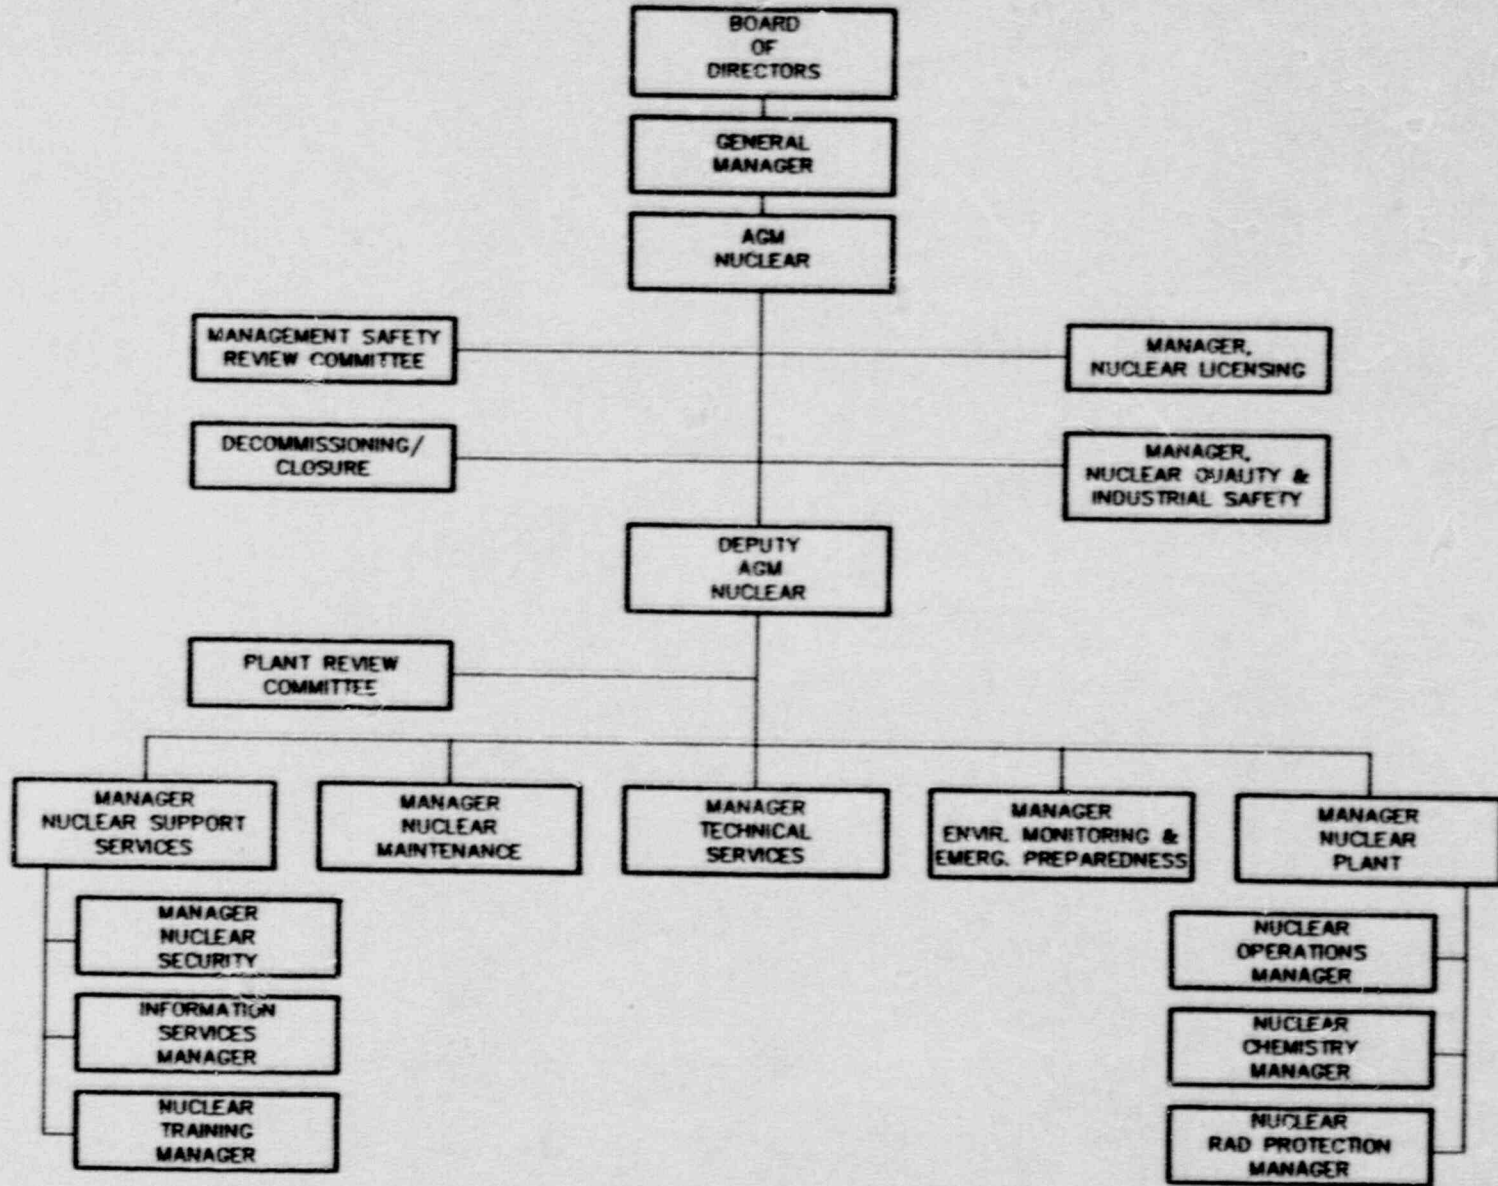 BOARD
OF
DIRECTORS
GENERAL
MANAGER
AGM
NUCLEAR
MANAGEMENT SAFETY
REVIEW COMMITTEE
MANAGER,
NUCLEAR LICENSING
DECOMMISSIONING/
CLOSURE
MANAGER,
NUCLEAR QUALITY &
INDUSTRIAL SAFETY
DEPUTY
AGM
NUCLEAR
PLANT REVIEW
COMMITTEE
MANAGER
NUCLEAR SUPPORT
SERVICES
MANAGER
NUCLEAR
MAINTENANCE
MANAGER
TECHNICAL
SERVICES
MANAGER
ENVIR. MONITORING &
EMERG. PREPAREDNESS
MANAGER
NUCLEAR
PLANT
MANAGER
NUCLEAR
SECURITY
INFORMATION
SERVICES
MANAGER
NUCLEAR
TRAINING
MANAGER
NUCLEAR
OPERATIONS
MANAGER
NUCLEAR
CHEMISTRY
MANAGER
NUCLEAR
RAD PROTECTION
MANAGER